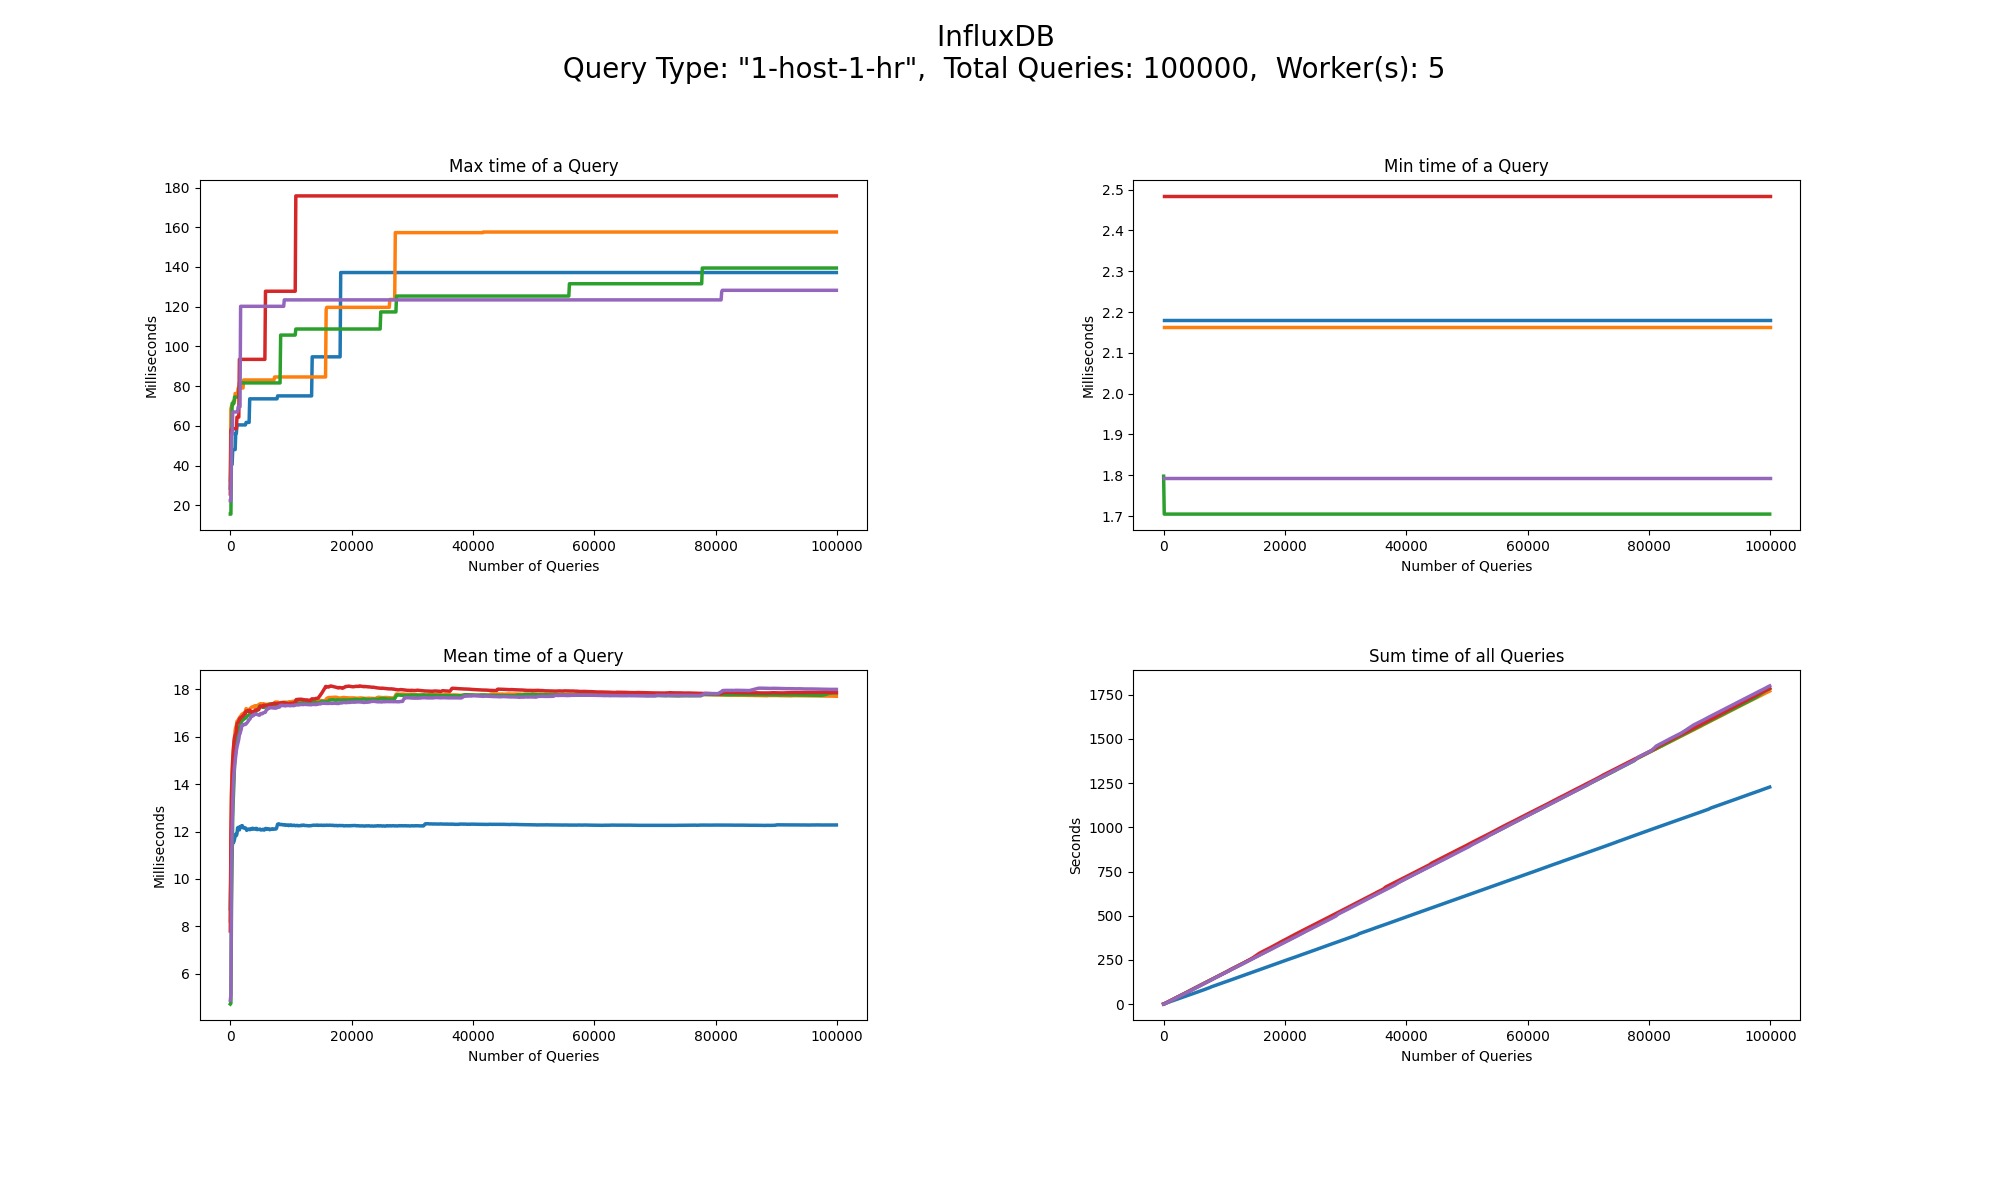 InfluxDB
Query Type: "1-host-1-hr",  Total Queries: 100000,  Worker(s): 5
Max time of a Query
180
160
140
120
100
80
60
40
20
Milliseconds
0 20000 40000 60000 80000 100000
Number of Queries
Min time of a Query
2.5
2.4
2.3
2.2
2.1
2.0
1.9
1.8
1.7
Milliseconds
0 20000 40000 60000 80000 100000
Number of Queries
Mean time of a Query
18
16
14
12
10
8
6
Milliseconds
0 20000 40000 60000 80000 100000
Number of Queries
Sum time of all Queries
1750
1500
1250
1000
750
500
250
0
Seconds
0 20000 40000 60000 80000 100000
Number of Queries